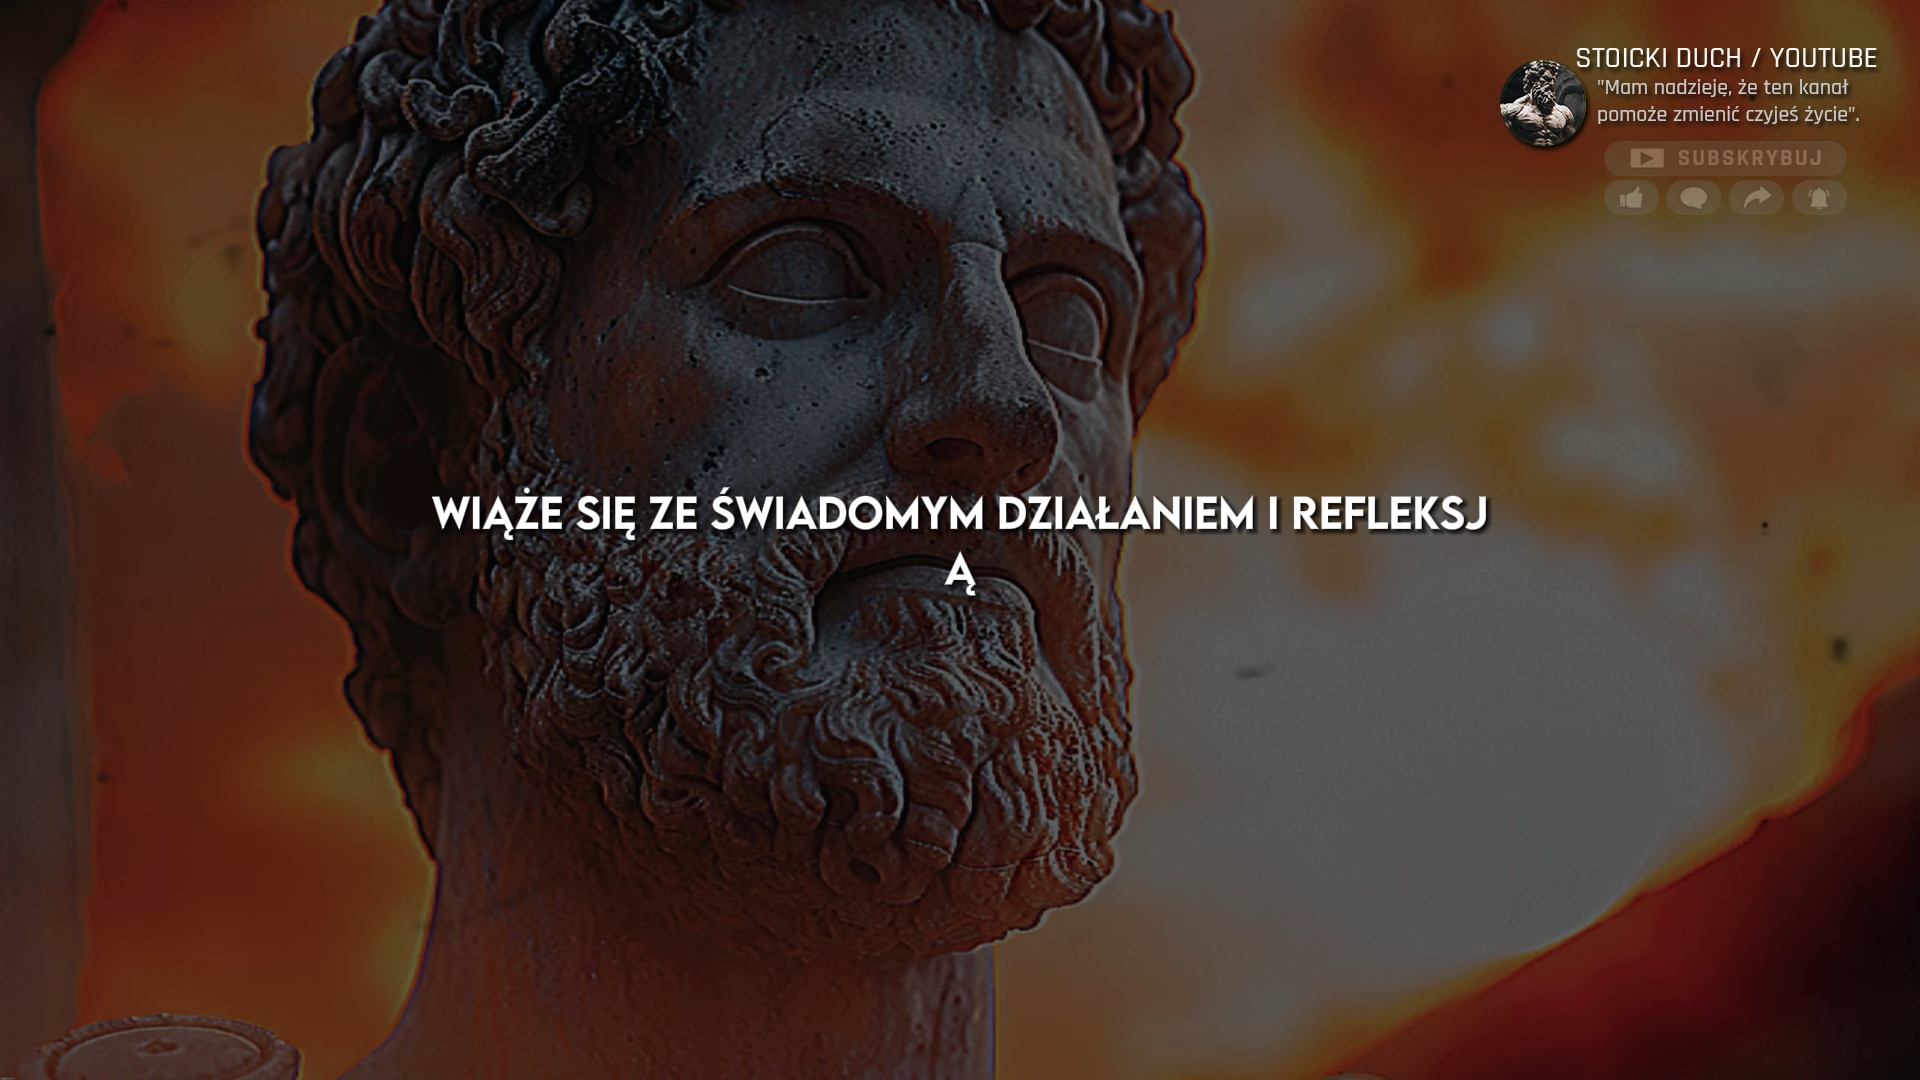 STOICKI DUCH / YOUTUBE
"Mam nadzieję, że ten kanał
pomoże zmienić czyjeś życie".
SUBSKRYBUJ
WIĄŻE SIĘ ZE ŚWIADOMYM DZIAŁANIEM I REFLEKSJ
Ą